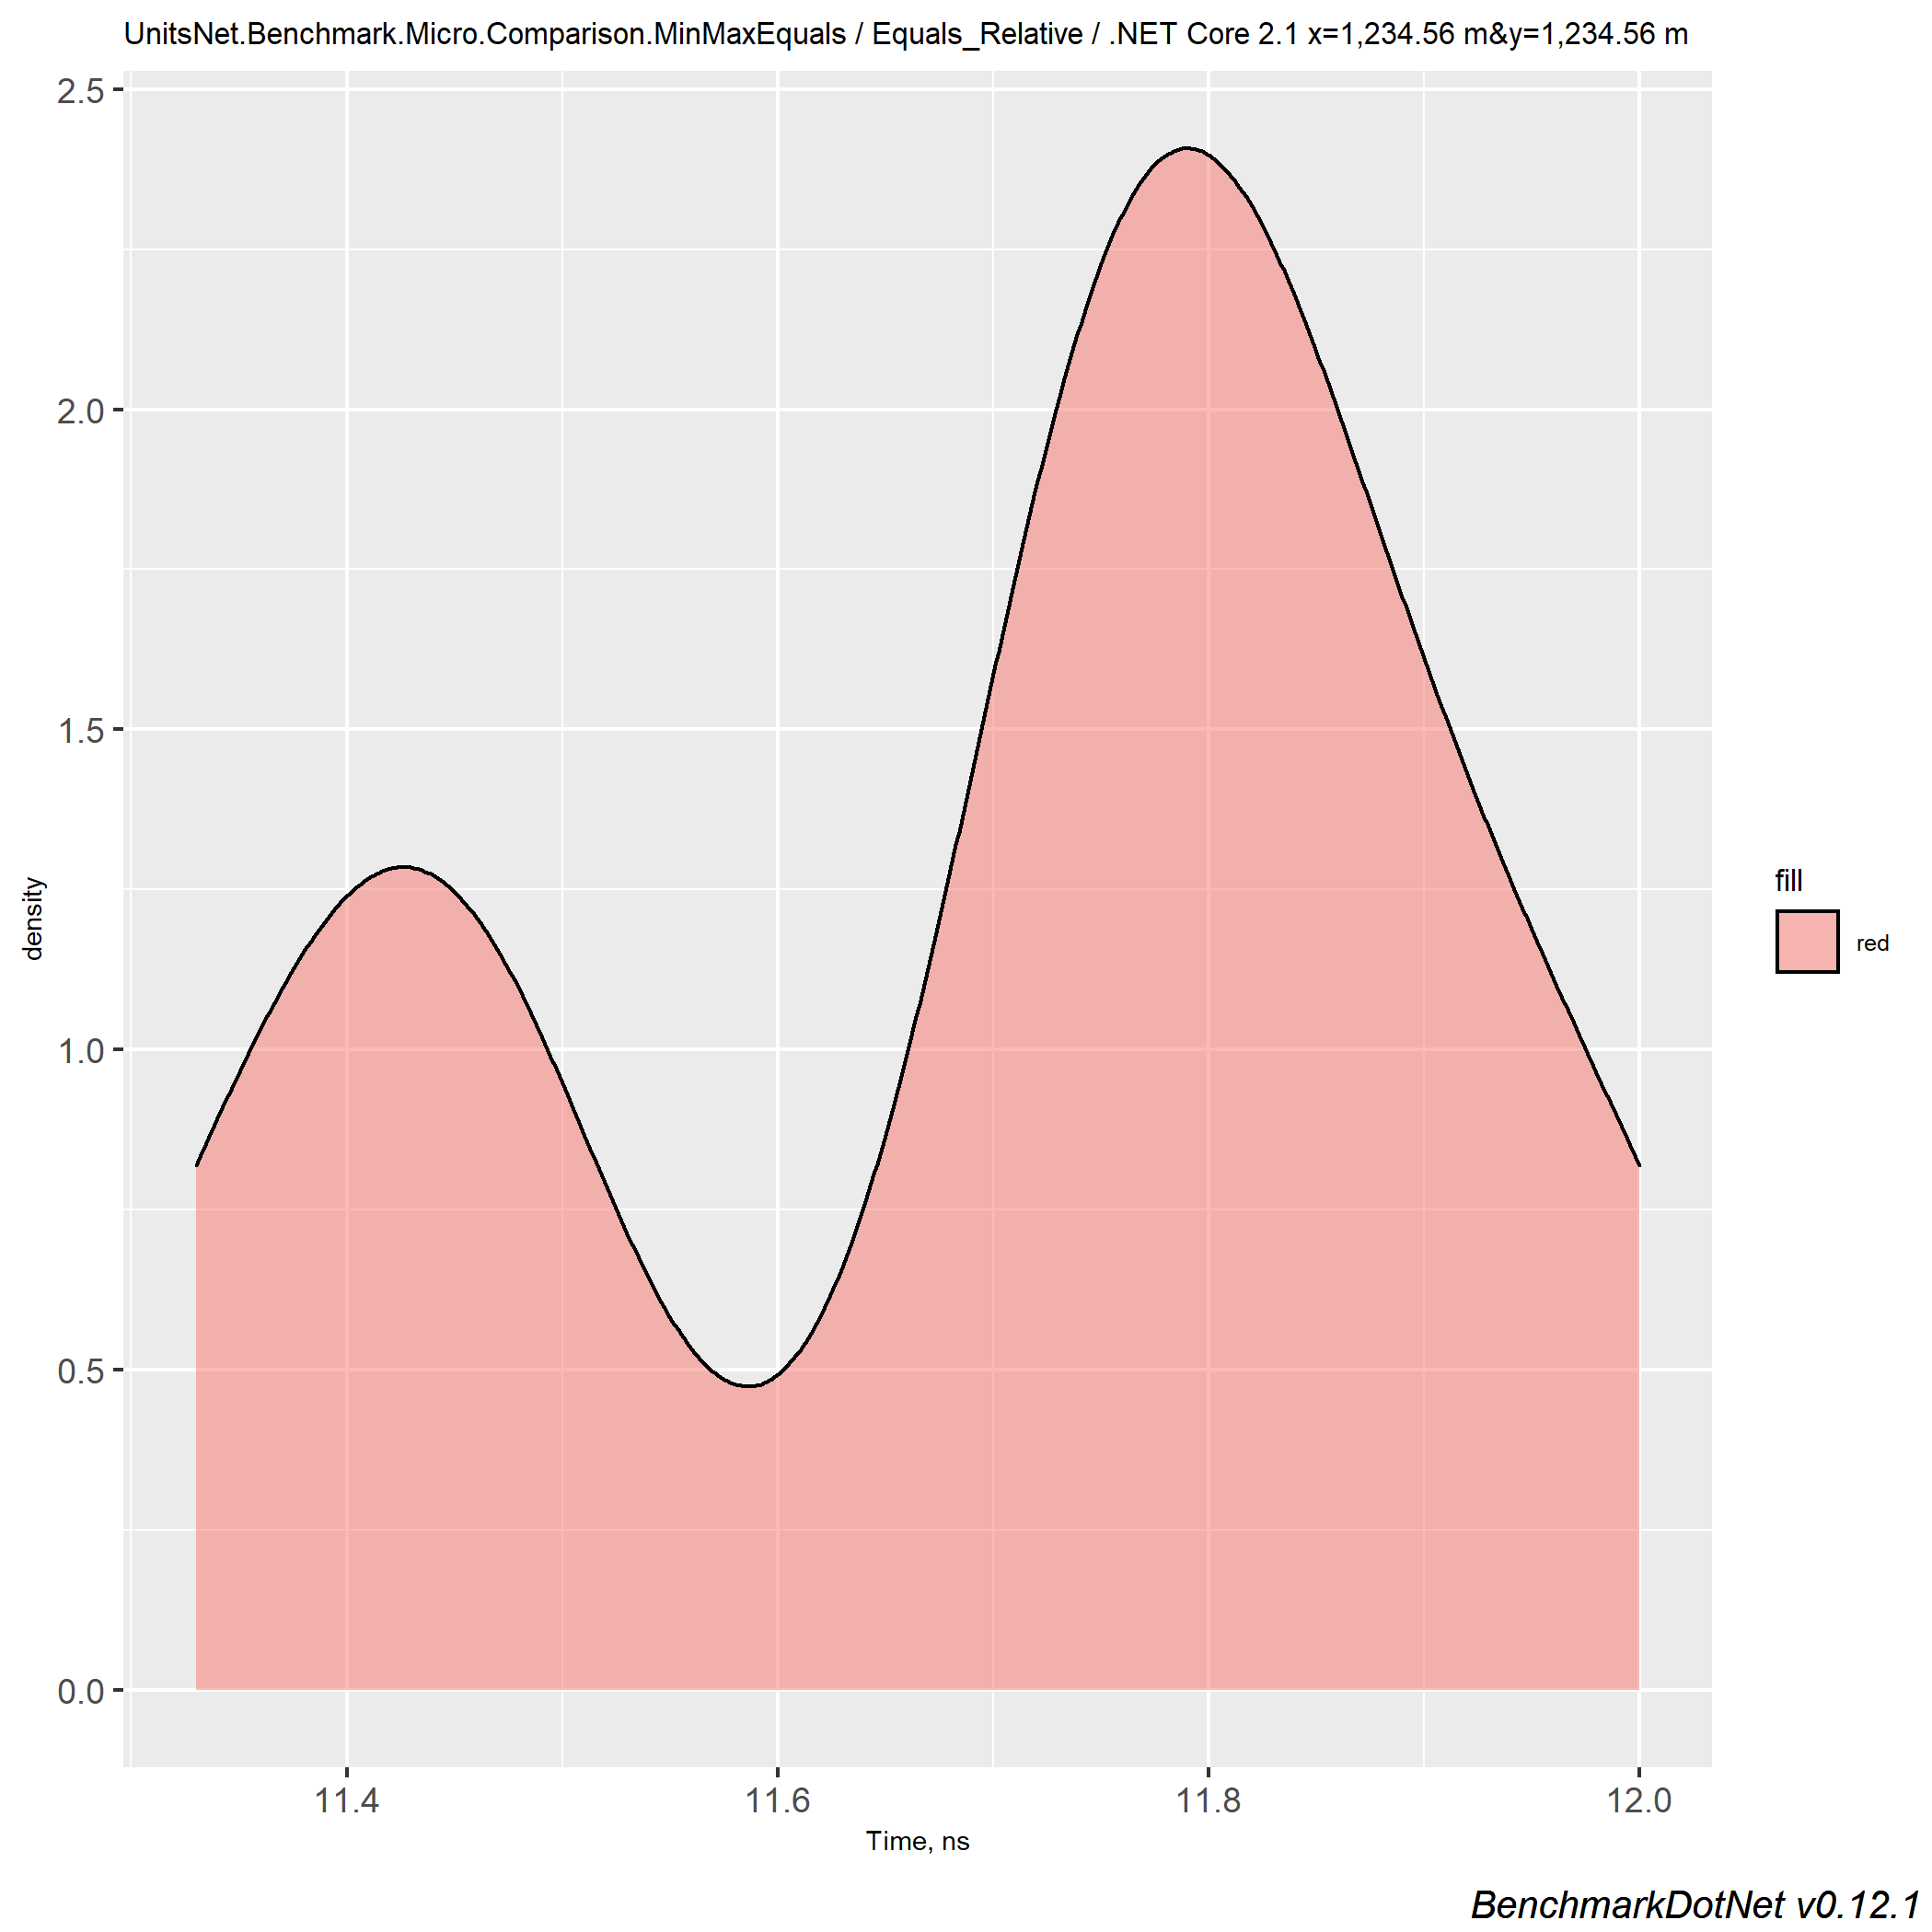 UnitsNet.Benchmark.Micro.Comparison.MinMaxEquals / Equals_Relative / .NET Core 2.1 x=1,234.56 m&y=1,234.56 m
2.5
2.0
1.5
1.0
0.5
0.0
density
11.4
11.6
11.8
12.0
Time, ns
fill
red
BenchmarkDotNet v0.12.1